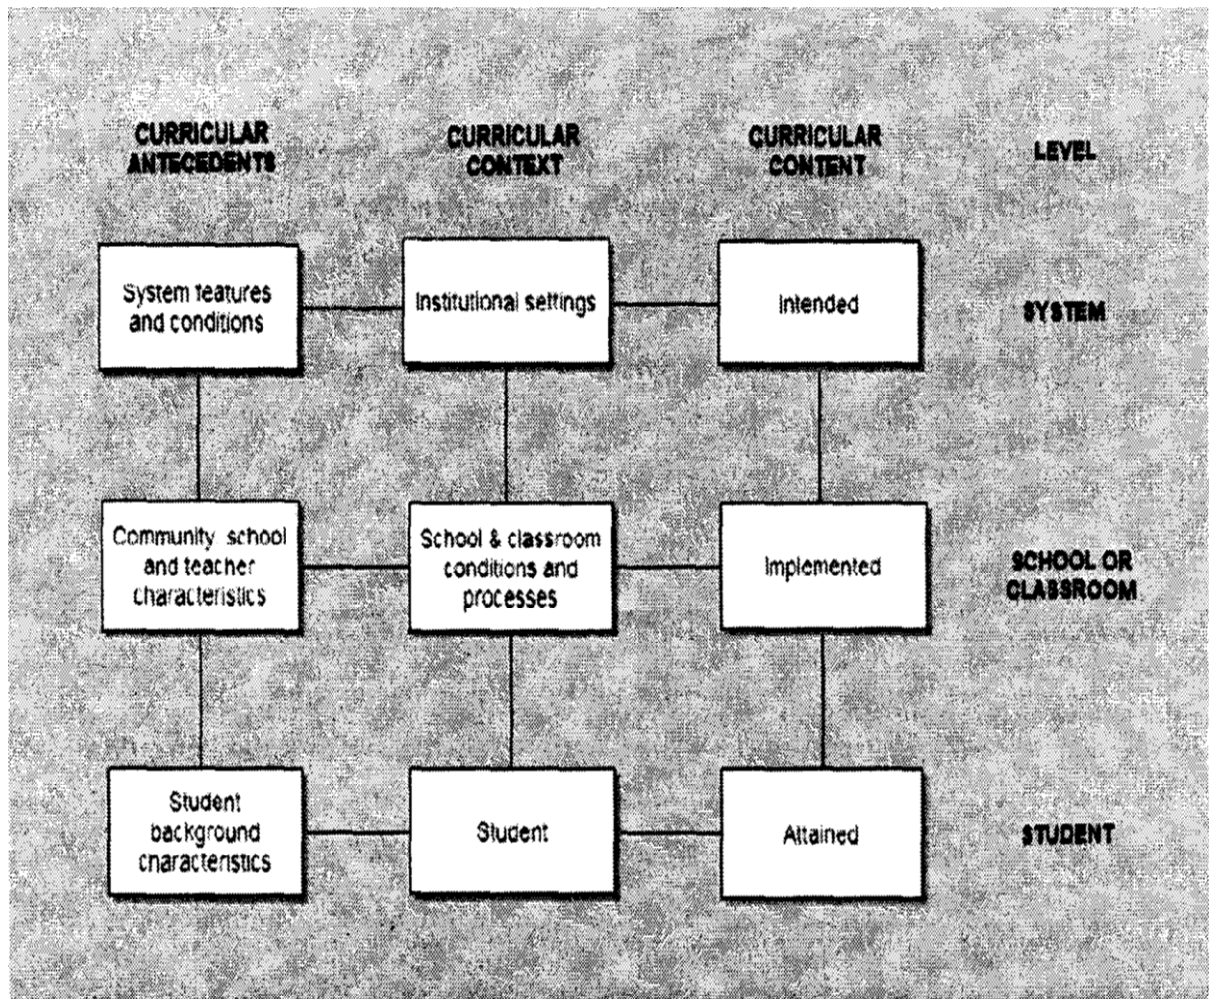 CURRICULAR
ANTECEDENTS
CURRICULAR
CONTEXT
CURRICULAR
CONTENT
LEVEL
System features
and conditions
Institutional settings
Intended
SYSTEM
Community school
and teacher
characteristics
School & classroom
conditions and
processes
Implemented
SCHOOL OR
CLASSROOM
Student
background
characteristics
Student
Attained
STUDENT